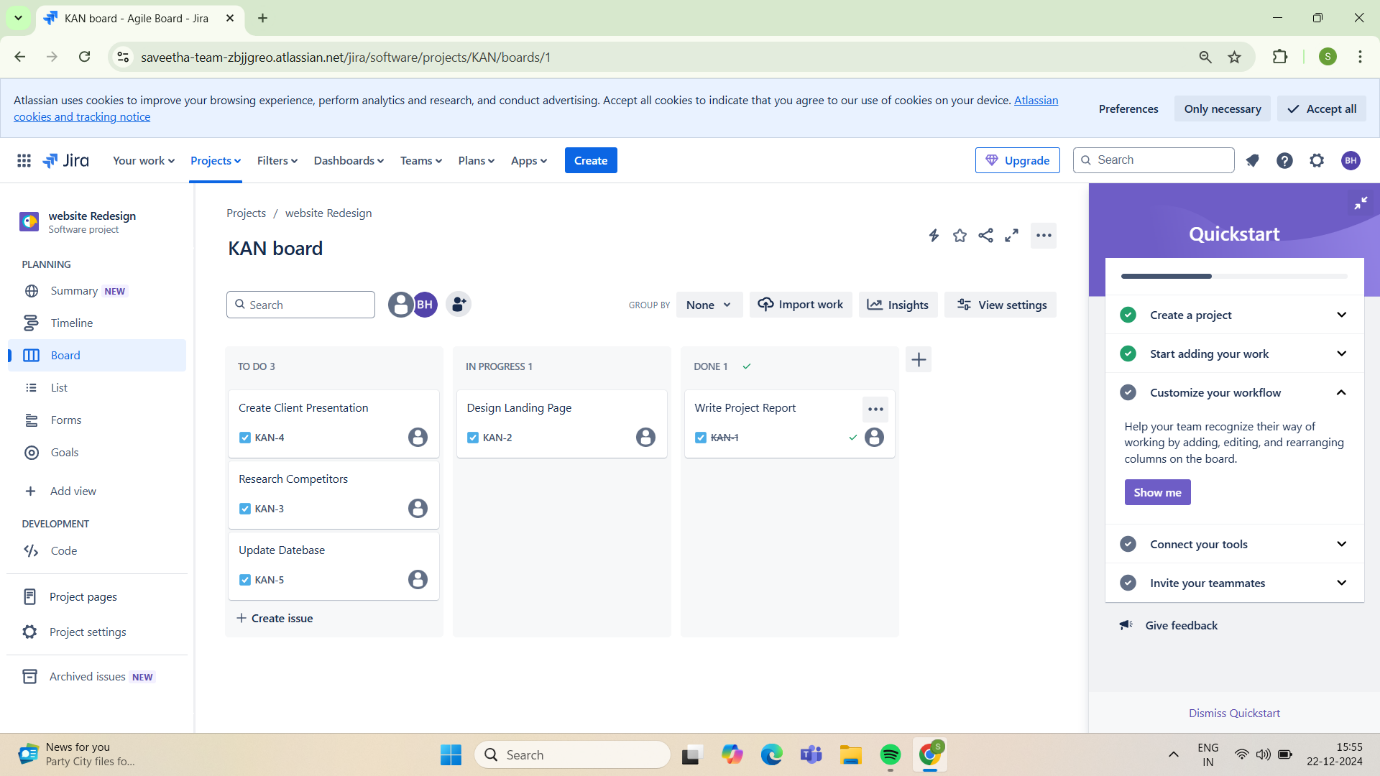 KAN board - Agile Board - Jira
saveetha-team-zbjjgreo.atlassian.net/jira/software/projects/KAN/boards/1
S
Atlassian uses cookies to improve your browsing experience, perform analytics and research, and conduct advertising. Accept all cookies to indicate that you agree to our use of cookies on your device. Atlassian
cookies and tracking notice
Preferences
Only necessary
Accept all
Jira
Your work
Projects
Filters
Dashboards
Teams
Plans
Apps
Create
Upgrade
Search
BH
website Redesign
Software project
PLANNING
Summary NEW
Timeline
Board
List
Forms
Goals
Add view
DEVELOPMENT
Code
Project pages
Project settings
Archived issues NEW
Projects / website Redesign
KAN board
Search
BH
GROUP BY
None
Import work
Insights
View settings
TO DO 3
Create Client Presentation
KAN-4
Research Competitors
KAN-3
Update Datebase
KAN-5
Create issue
IN PROGRESS 1
Design Landing Page
KAN-2
DONE 1
Write Project Report
KAN-1
Quickstart
Create a project
Start adding your work
Customize your workflow
Help your team recognize their way of
working by adding, editing, and rearranging
columns on the board.
Show me
Connect your tools
Invite your teammates
Give feedback
Dismiss Quickstart
News for you
Party City files fo...
Search
S
ENG
IN
15:55
22-12-2024